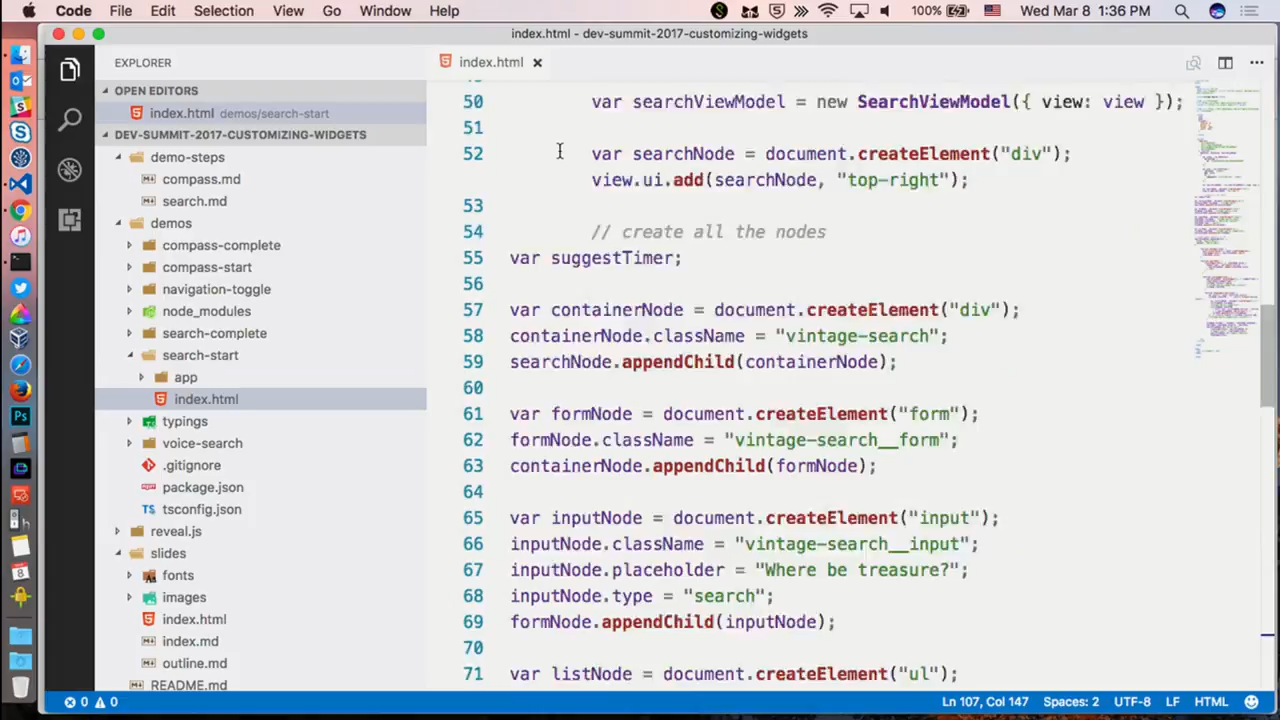 Code File Edit Selection View Go Window Help 100% Wed Mar 8 1:36 PM
index.html - dev-summit-2017-customizing-widgets
EXPLORER
OPEN EDITORS
index.html demos/search-start
DEV-SUMMIT-2017-CUSTOMIZING-WIDGETS
demo-steps
compass.md
search.md
demos
compass-complete
compass-start
navigation-toggle
node_modules
search-complete
search-start
app
index.html
typings
voice-search
.gitignore
package.json
tsconfig.json
reveal.js
slides
fonts
images
index.html
index.md
outline.md
README.md
index.html
50 var searchViewModel = new SearchViewModel({ view: view });
51
52 var searchNode = document.createElement("div");
view.ui.add(searchNode, "top-right");
53
54 // create all the nodes
55 var suggestTimer;
56
57 var containerNode = document.createElement("div");
58 containerNode.className = "vintage-search";
59 searchNode.appendChild(containerNode);
60
61 var formNode = document.createElement("form");
62 formNode.className = "vintage-search__form";
63 containerNode.appendChild(formNode);
64
65 var inputNode = document.createElement("input");
66 inputNode.className = "vintage-search__input";
67 inputNode.placeholder = "Where be treasure?";
68 inputNode.type = "search";
69 formNode.appendChild(inputNode);
70
71 var listNode = document.createElement("ul");
0 0 Ln 107, Col 147 Spaces: 2 UTF-8 LF HTML